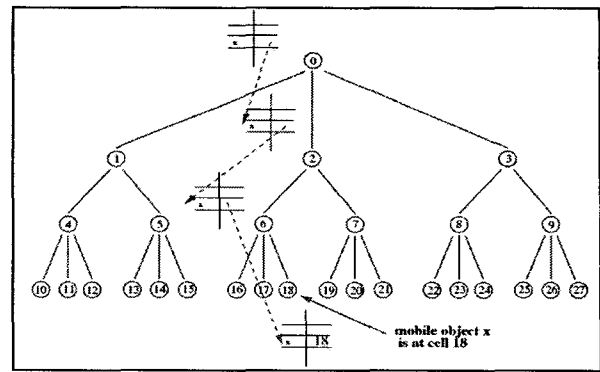 x
0
x
1 2 3
x
4 5 6 7 8 9
10 11 12 13 14 15 16 17 18 19 20 21 22 23 24 25 26 27
x 18
mobile object x
is at cell 18